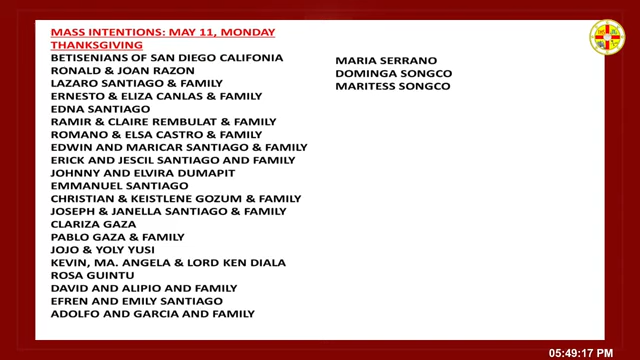 MASS INTENTIONS: MAY 11, MONDAY
THANKSGIVING
BETISENIANS OF SAN DIEGO CALIFONIA
RONALD & JOAN RAZON
LAZARO SANTIAGO & FAMILY
ERNESTO & ELIZA CANLAS & FAMILY
EDNA SANTIAGO
RAMIR & CLAIRE REMBULAT & FAMILY
ROMANO & ELSA CASTRO & FAMILY
EDWIN AND MARICAR SANTIAGO & FAMILY
ERICK AND JESCIL SANTIAGO AND FAMILY
JOHNNY AND ELVIRA DUMAPIT
EMMANUEL SANTIAGO
CHRISTIAN & KEISTLENE GOZUM & FAMILY
JOSEPH & JANELLA SANTIAGO & FAMILY
CLARIZA GAZA
PABLO GAZA & FAMILY
JOJO & YOLY YUSI
KEVIN, MA. ANGELA & LORD KEN DIALA
ROSA GUINTU
DAVID AND ALIPIO AND FAMILY
EFREN AND EMILY SANTIAGO
ADOLFO AND GARCIA AND FAMILY
MARIA SERRANO
DOMINGA SONGCO
MARITESS SONGCO
05:49:17 PM